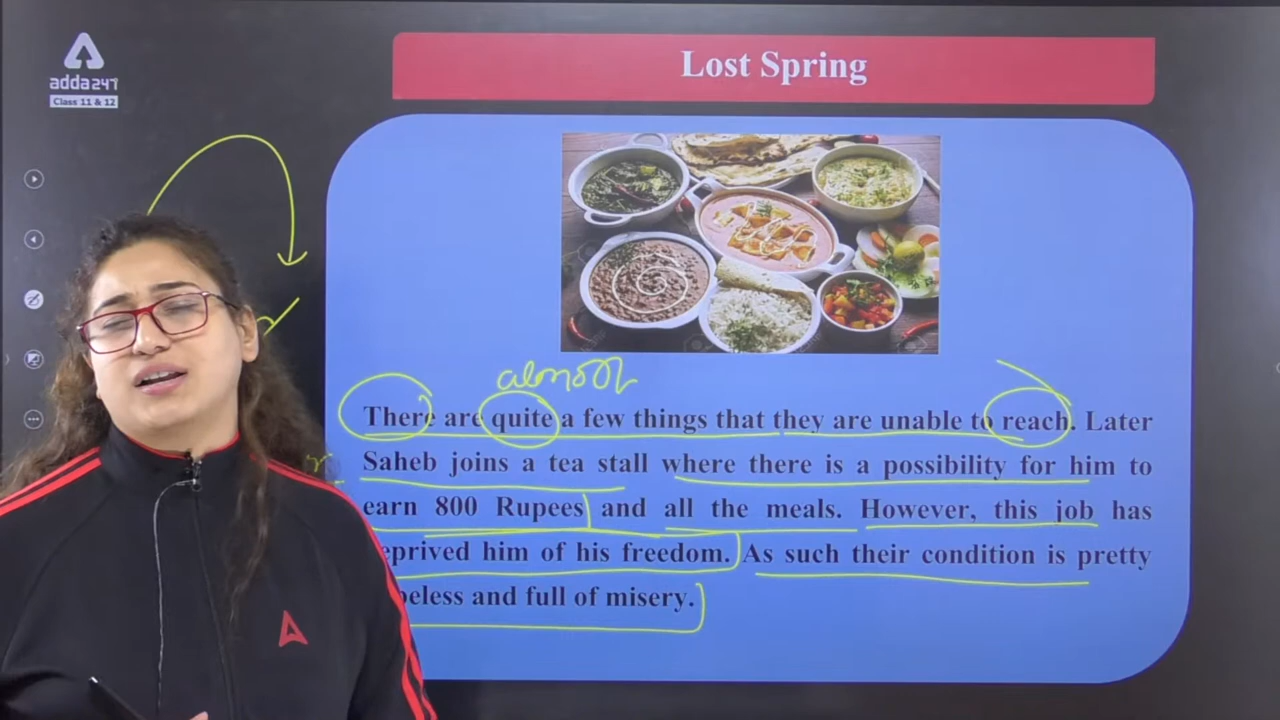 adda247
Class 11 & 12
Lost Spring
almost
There are quite a few things that they are unable to reach. Later
Saheb joins a tea stall where there is a possibility for him to
earn 800 Rupees and all the meals. However, this job has
eprived him of his freedom. As such their condition is pretty
peless and full of misery.